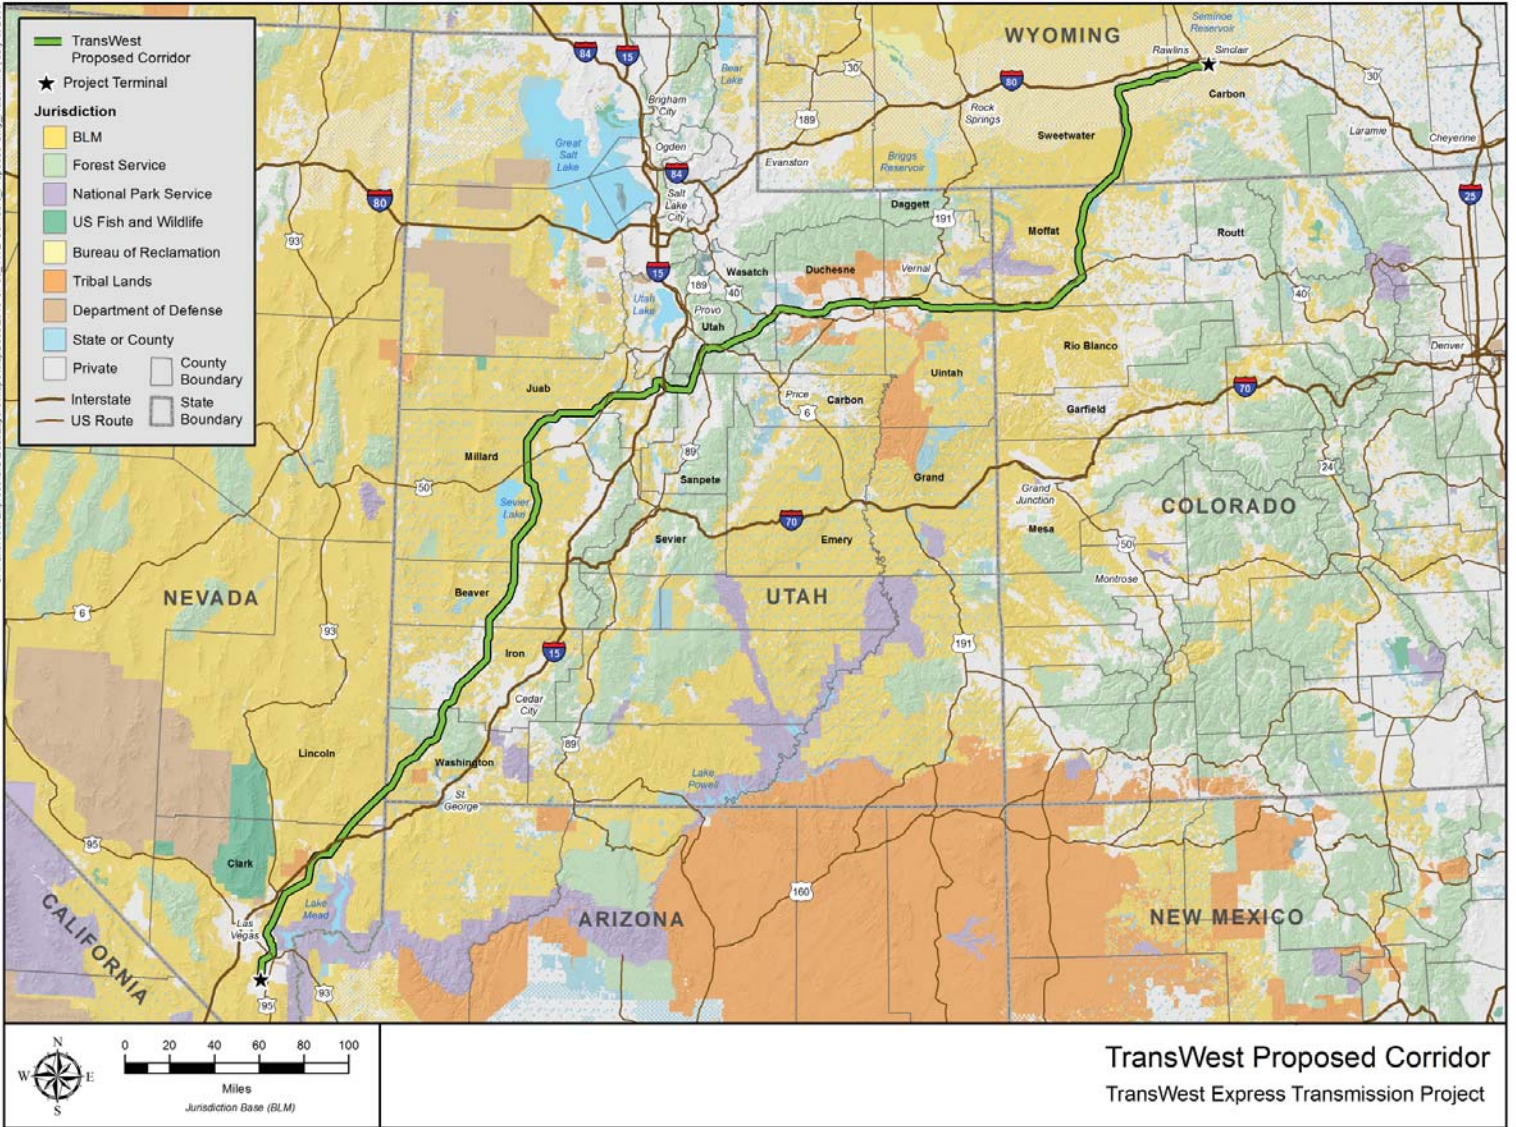 TransWest
Proposed Corridor
Project Terminal
Jurisdiction
BLM
Forest Service
National Park Service
US Fish and Wildlife
Bureau of Reclamation
Tribal Lands
Department of Defense
State or County
Private
County
Boundary
Interstate
US Route
State
Boundary
WYOMING
Seminoe
Reservoir
Rawlins
Sinclair
84
15
30
80
30
Bear
Lake
Brigham
City
Rock
Springs
Carbon
189
Sweetwater
Laramie
Cheyenne
Great
Salt
Lake
Ogden
Evanston
Briggs
Reservoir
84
80
Salt
Lake
City
25
Daggett
191
93
Moffat
Routt
15
Wasatch
Duchesne
Vernal
189
40
40
Utah
Lake
Provo
Utah
Rio Blanco
Denver
Juab
Uintah
70
Price
Carbon
6
Garfield
Millard
89
50
Sanpete
Grand
Grand
Junction
24
Sevier
Lake
COLORADO
70
Sevier
Emery
Mesa
50
Montrose
NEVADA
Beaver
UTAH
6
93
Iron
15
191
Cedar
City
89
Lincoln
Washington
Lake
Powell
St.
George
95
Clark
160
Lake
Mead
Las
Vegas
ARIZONA
NEW MEXICO
CALIFORNIA
93
95
N
W
E
S
0 20 40 60 80 100
Miles
Jurisdiction Base (BLM)
TransWest Proposed Corridor
TransWest Express Transmission Project